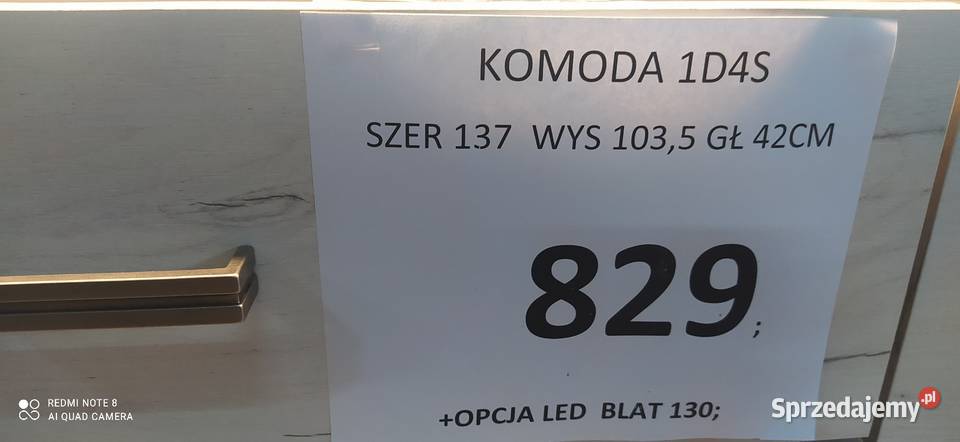 KOMODA 1D4S
SZER 137 WYS 103,5 GŁ 42CM
829;
+OPCJA LED BLAT 130;
REDMI NOTE 8
AI QUAD CAMERA
Sprzedajemy.pl